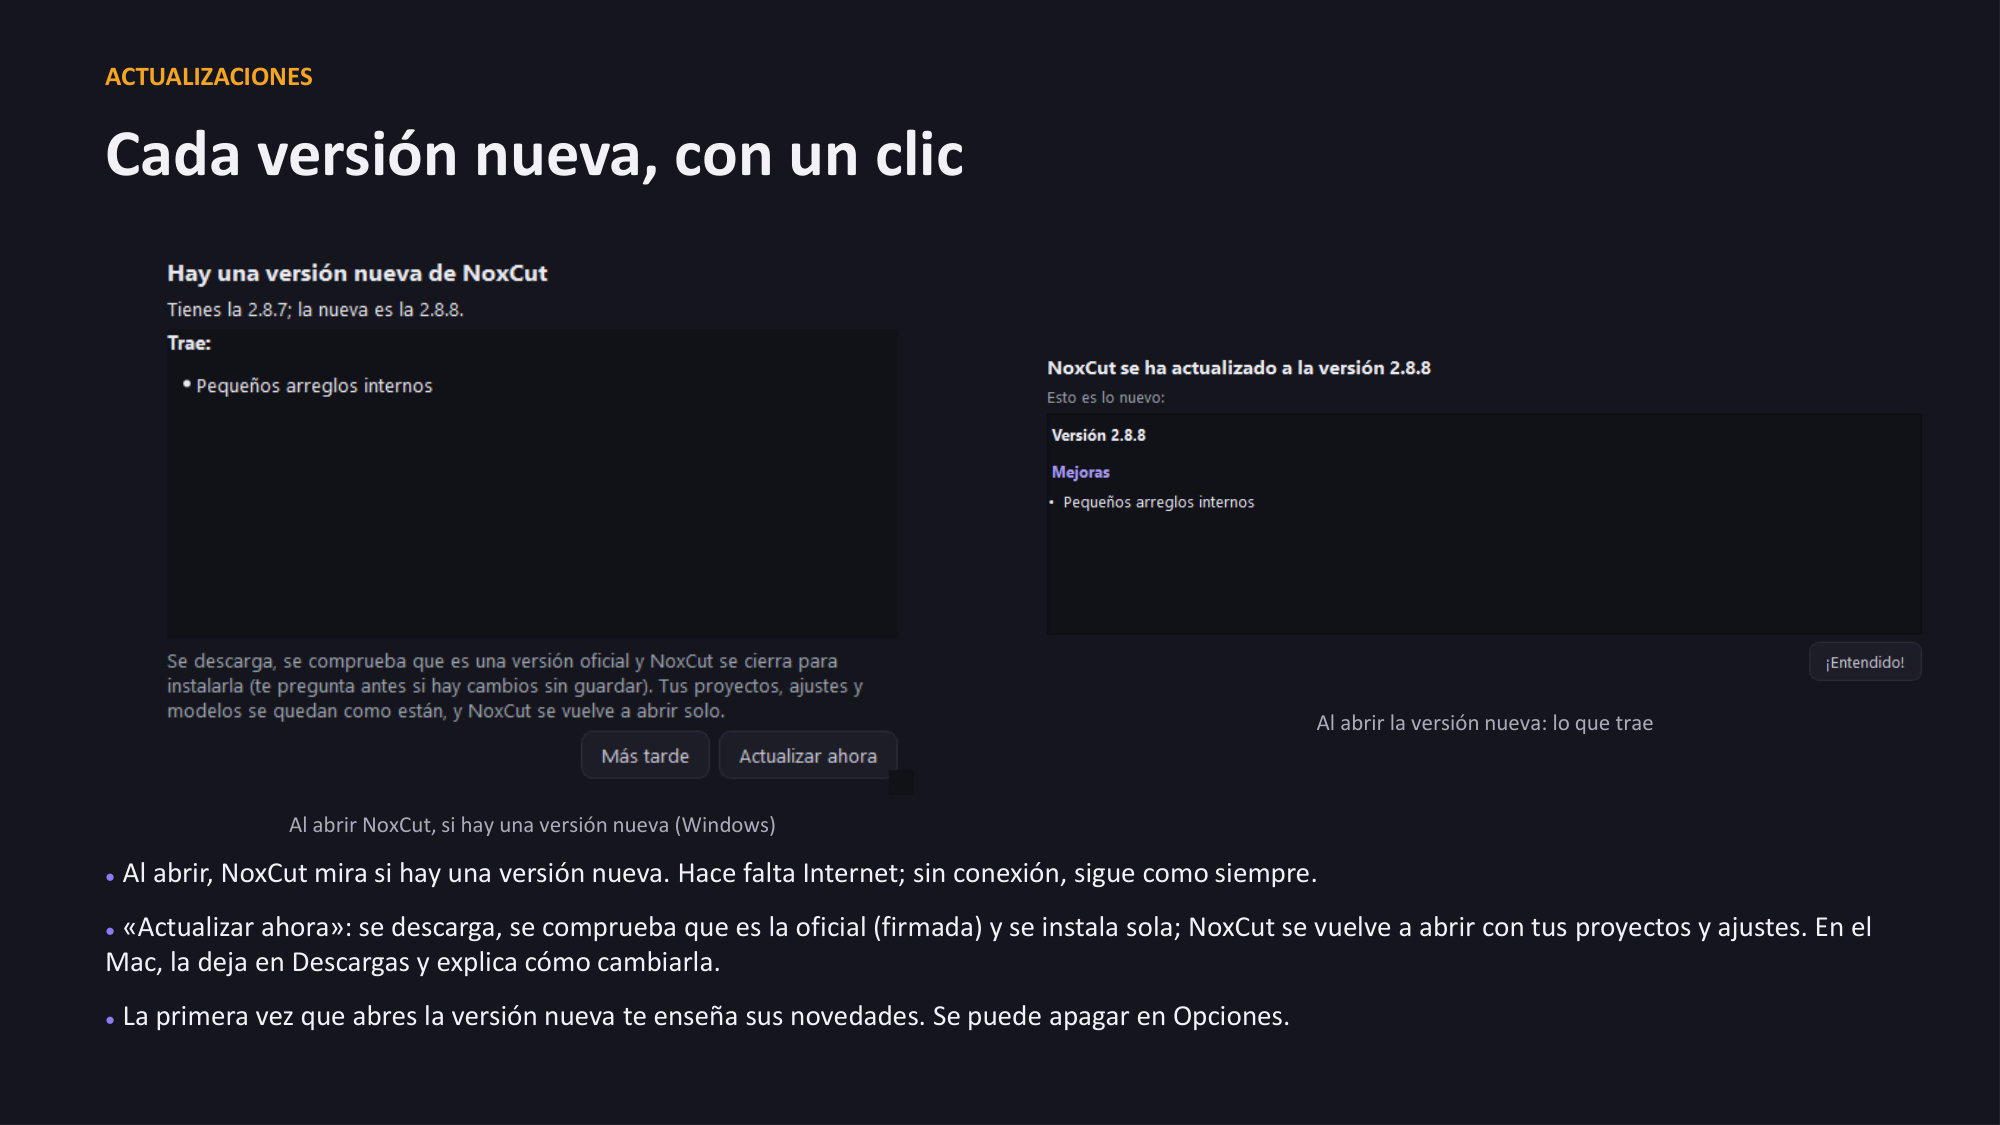 ACTUALIZACIONES
Cada versión nueva, con un clic
Hay una versión nueva de NoxCut
Tienes la 2.8.7; la nueva es la 2.8.8.
Trae:
• Pequeños arreglos internos
Se descarga, se comprueba que es una versión oficial y NoxCut se cierra para
instalarla (te pregunta antes si hay cambios sin guardar). Tus proyectos, ajustes y
modelos se quedan como están, y NoxCut se vuelve a abrir solo.
Más tarde
Actualizar ahora
Al abrir NoxCut, si hay una versión nueva (Windows)
NoxCut se ha actualizado a la versión 2.8.8
Esto es lo nuevo:
Versión 2.8.8
Mejoras
• Pequeños arreglos internos
¡Entendido!
Al abrir la versión nueva: lo que trae
• Al abrir, NoxCut mira si hay una versión nueva. Hace falta Internet; sin conexión, sigue como siempre.
• «Actualizar ahora»: se descarga, se comprueba que es la oficial (firmada) y se instala sola; NoxCut se vuelve a abrir con tus proyectos y ajustes. En el
Mac, la deja en Descargas y explica cómo cambiarla.
• La primera vez que abres la versión nueva te enseña sus novedades. Se puede apagar en Opciones.